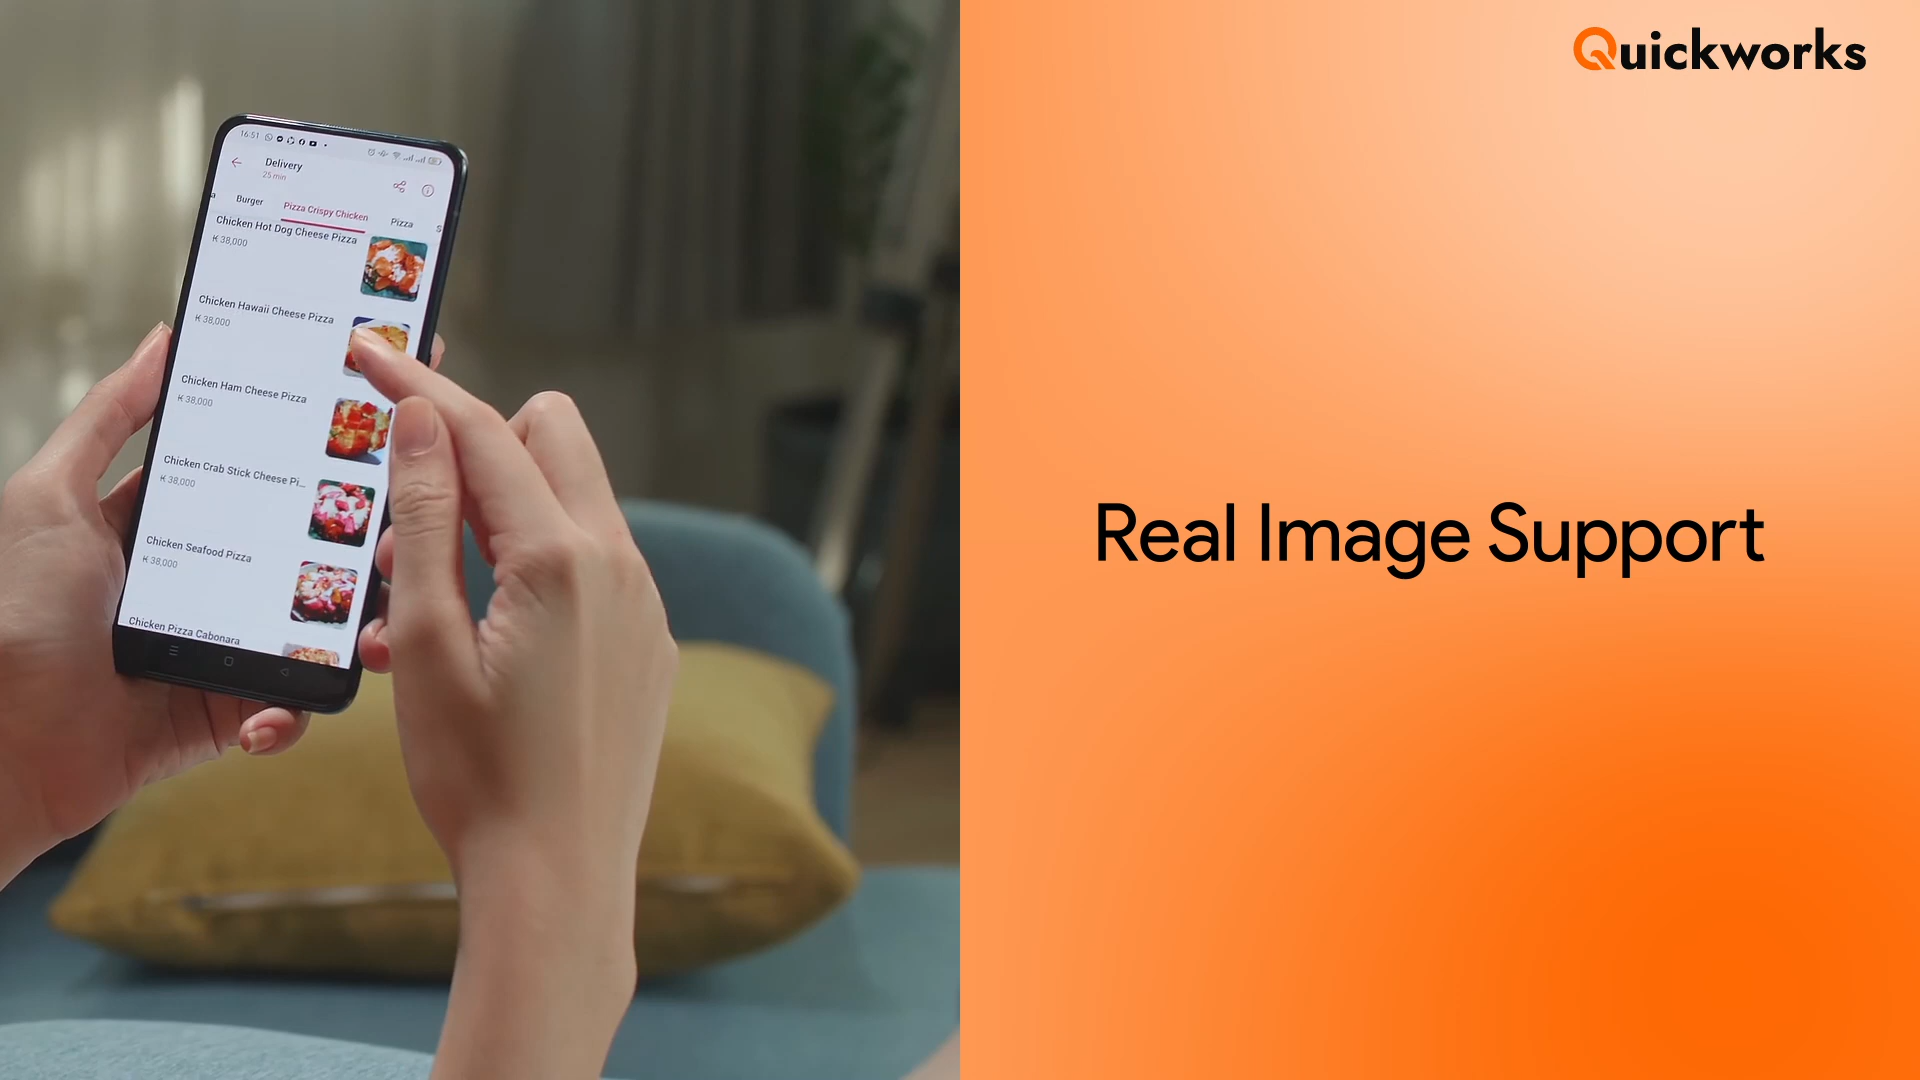 16:51
Delivery
25 min
a Burger Pizza Crispy Chicken Pizza S
Chicken Hot Dog Cheese Pizza
₭ 38,000
Chicken Hawaii Cheese Pizza
₭ 38,000
Chicken Ham Cheese Pizza
₭ 38,000
Chicken Crab Stick Cheese Pi...
₭ 38,000
Chicken Seafood Pizza
₭ 38,000
Chicken Pizza Cabonara
Quickworks
Real Image Support